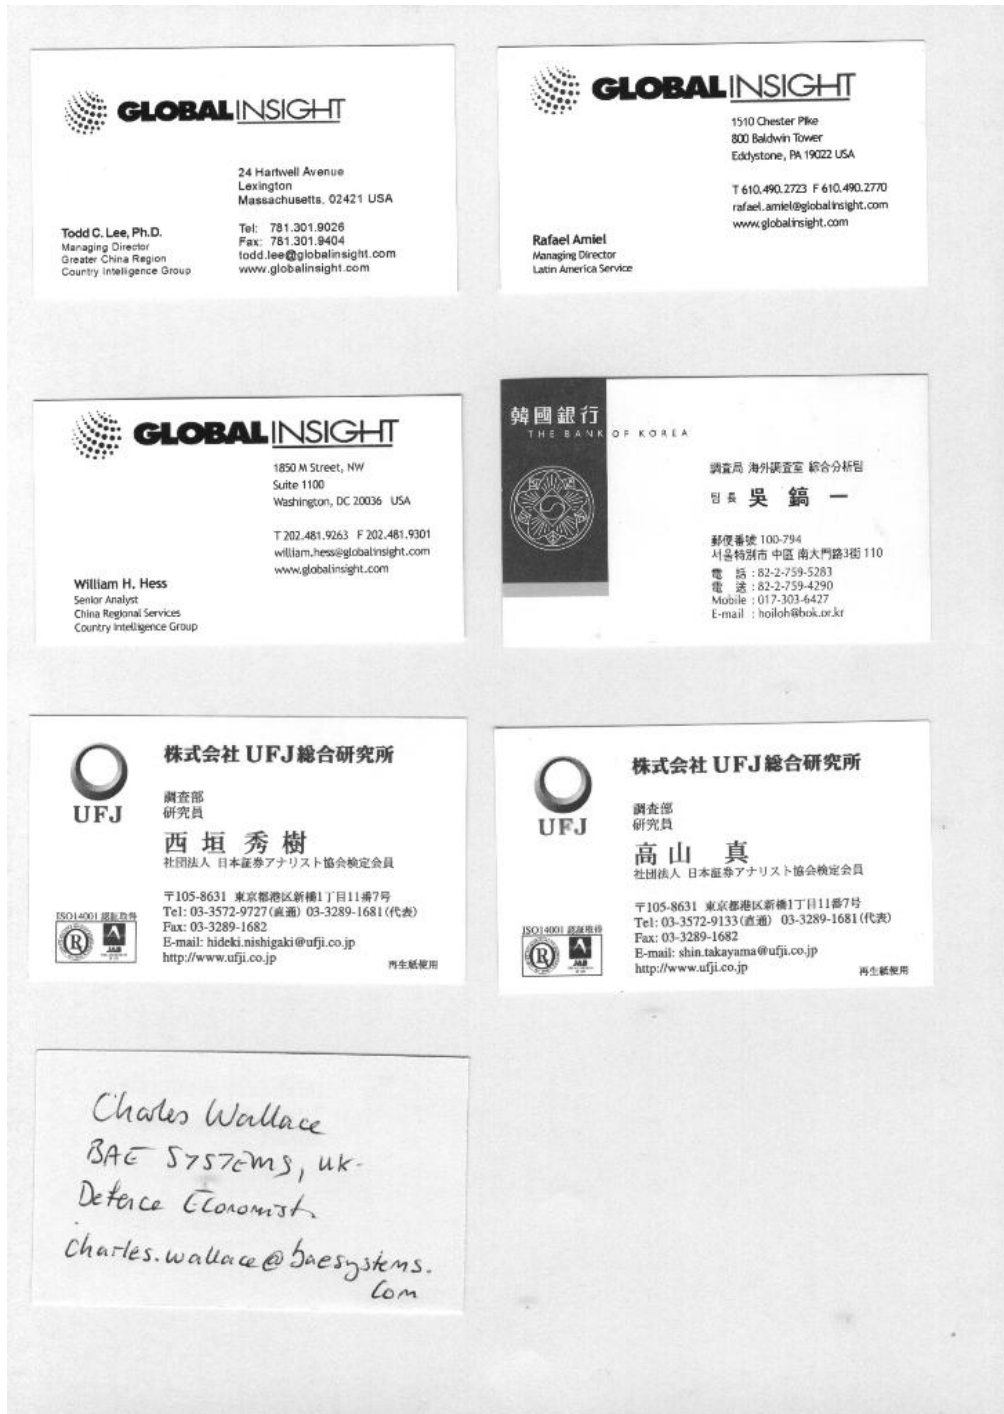 GLOBAL INSIGHT
24 Hartwell Avenue
Lexington
Massachusetts, 02421 USA
Tel: 781.301.9026
Fax: 781.301.9404
todd.lee@globalinsight.com
www.globalinsight.com
Todd C. Lee, Ph.D.
Managing Director
Greater China Region
Country Intelligence Group
GLOBAL INSIGHT
1510 Chester Pike
800 Baldwin Tower
Eddystone, PA 19022 USA
T 610.490.2723 F 610.490.2770
rafael.amiel@globalinsight.com
www.globalinsight.com
Rafael Amiel
Managing Director
Latin America Service
GLOBAL INSIGHT
1850 M Street, NW
Suite 1100
Washington, DC 20036 USA
T 202.481.9263 F 202.481.9301
william.hess@globalinsight.com
www.globalinsight.com
William H. Hess
Senior Analyst
China Regional Services
Country Intelligence Group
韓國銀行
THE BANK OF KOREA
調査局 海外調査室 綜合分析팀
팀長 吳鎬一
郵便番號 100-794
서울特別市 中區 南大門路3街 110
電 話 : 82-2-759-5283
電 送 : 82-2-759-4290
Mobile : 017-303-6427
E-mail : hoiloh@bok.or.kr
UFJ
株式会社 UFJ総合研究所
調査部
研究員
西垣秀樹
社団法人 日本証券アナリスト協会検定会員
〒105-8631 東京都港区新橋1丁目11番7号
Tel: 03-3572-9727(直通) 03-3289-1681(代表)
Fax: 03-3289-1682
E-mail: hideki.nishigaki@ufji.co.jp
http://www.ufji.co.jp
再生紙使用
ISO14001 認証取得
R
JAB
UFJ
株式会社 UFJ総合研究所
調査部
研究員
高山 真
社団法人 日本証券アナリスト協会検定会員
〒105-8631 東京都港区新橋1丁目11番7号
Tel: 03-3572-9133(直通) 03-3289-1681(代表)
Fax: 03-3289-1682
E-mail: shin.takayama@ufji.co.jp
http://www.ufji.co.jp
再生紙使用
ISO14001 認証取得
R
JAB
Charles Wallace
BAE SYSTEMS, UK.
Defence Economist.
charles.wallace@baesystems.
com